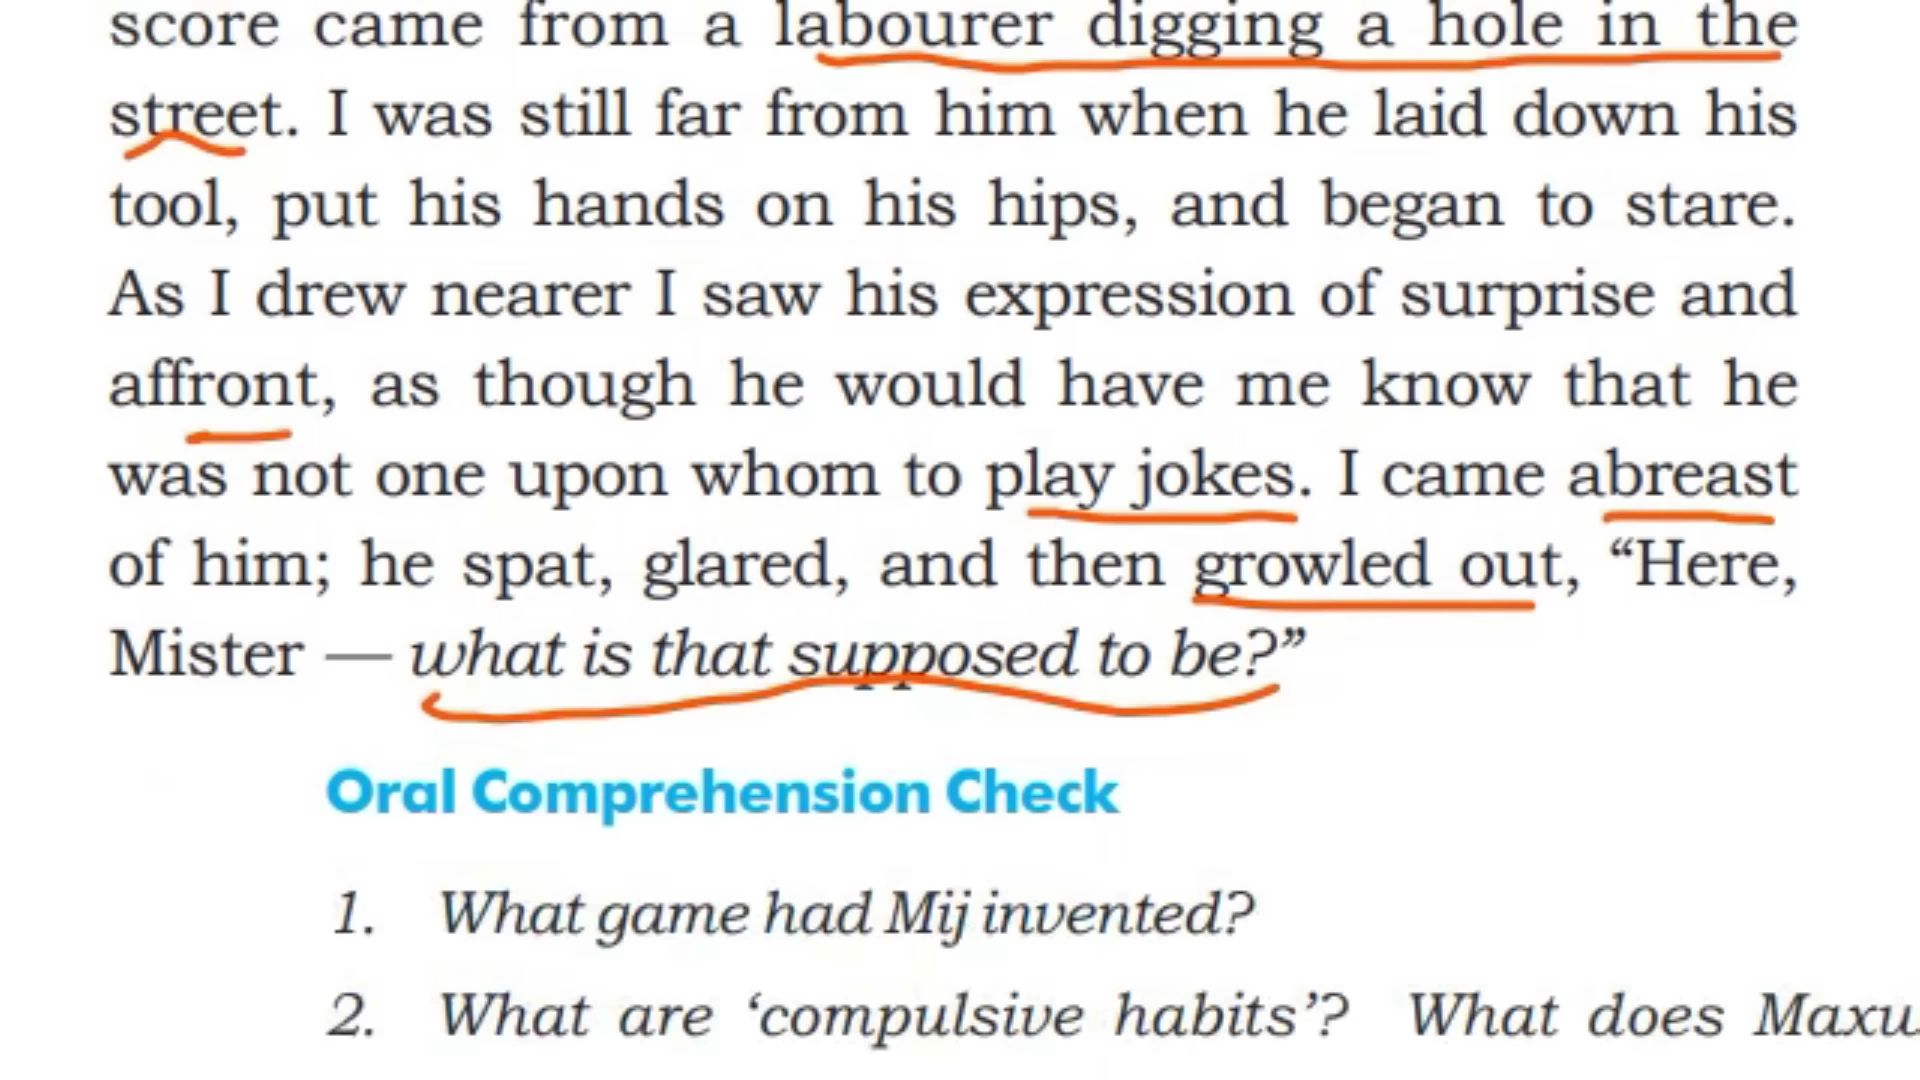 score came from a labourer digging a hole in the
street. I was still far from him when he laid down his
tool, put his hands on his hips, and began to stare.
As I drew nearer I saw his expression of surprise and
affront, as though he would have me know that he
was not one upon whom to play jokes. I came abreast
of him; he spat, glared, and then growled out, “Here,
Mister — what is that supposed to be?”
Oral Comprehension Check
1. What game had Mij invented?
2. What are ‘compulsive habits’? What does Maxu